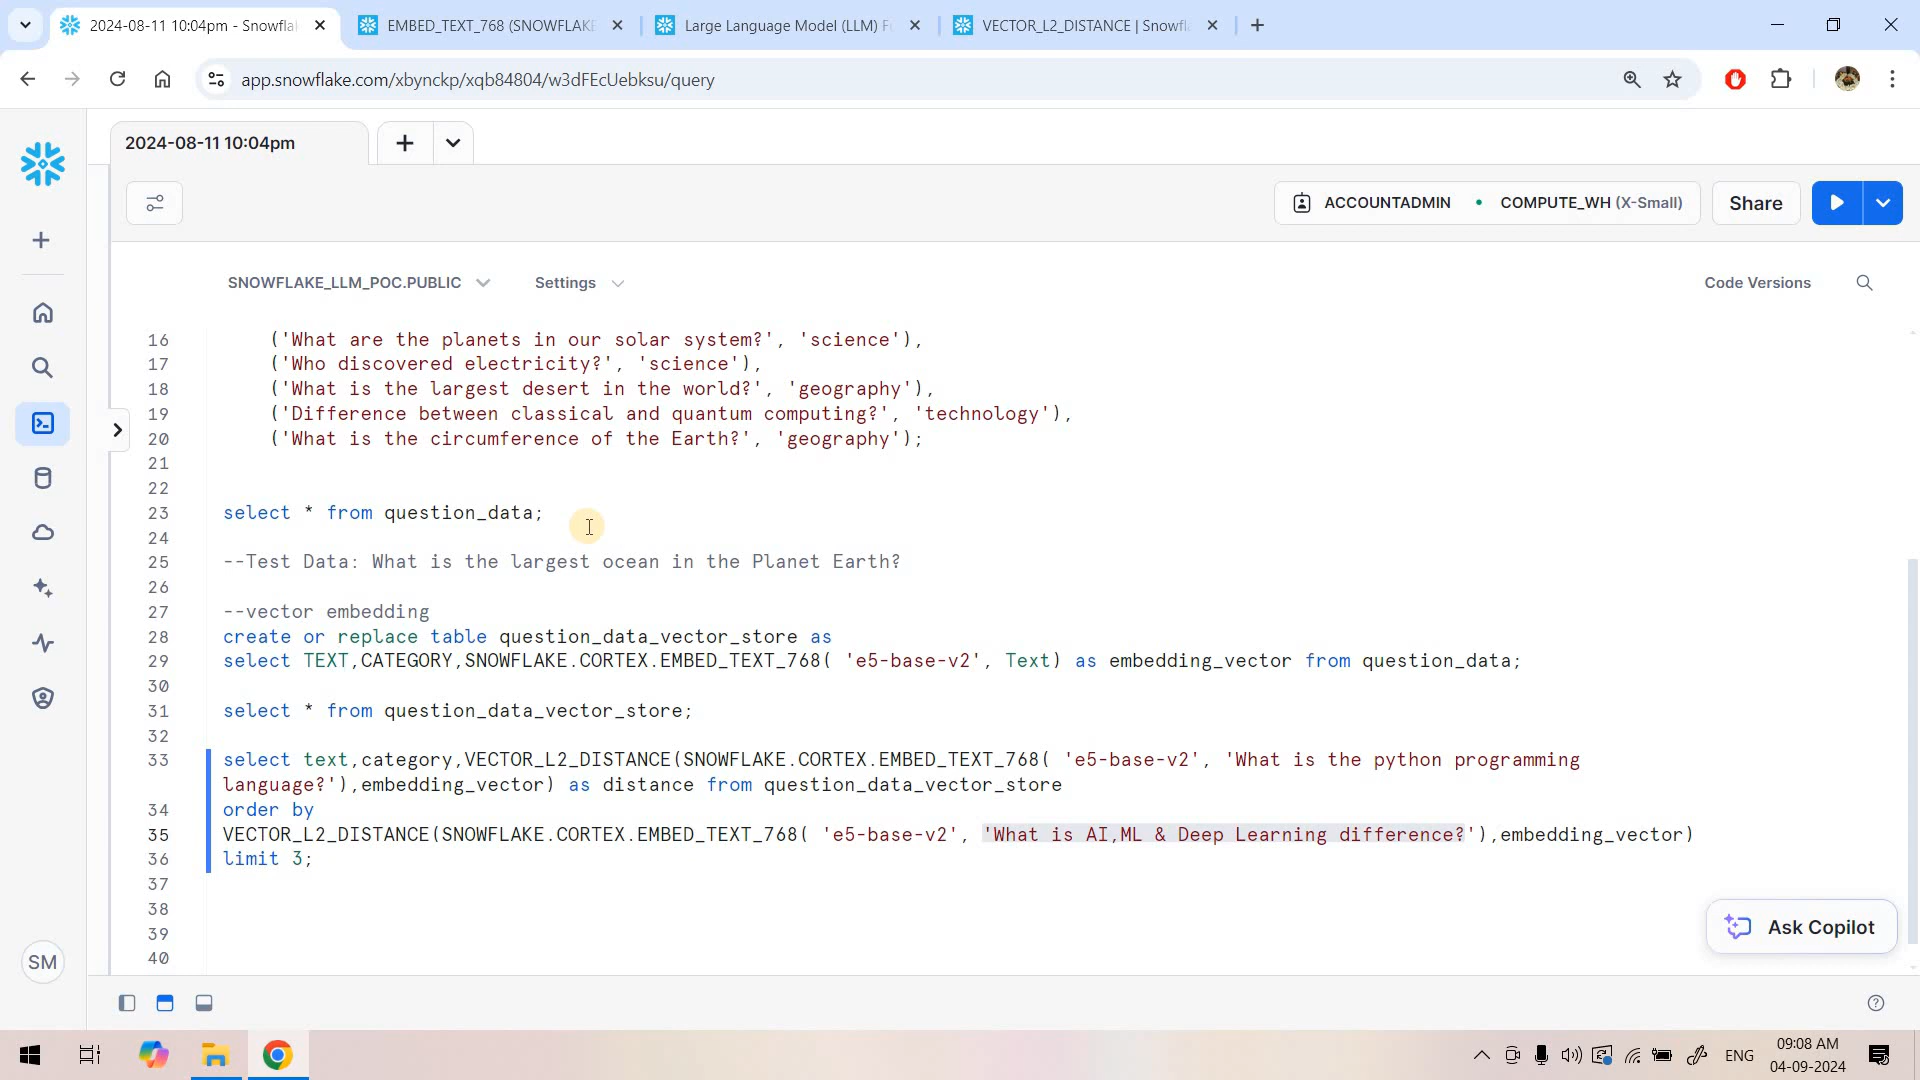 2024-08-11 10:04pm - Snowfla
EMBED_TEXT_768 (SNOWFLAKE
Large Language Model (LLM) F
VECTOR_L2_DISTANCE | Snowfl
app.snowflake.com/xbynckp/xqb84804/w3dFEcUebksu/query
2024-08-11 10:04pm
ACCOUNTADMIN • COMPUTE_WH (X-Small)
Share
SNOWFLAKE_LLM_POC.PUBLIC
Settings
Code Versions
16 ('What are the planets in our solar system?', 'science'),
17 ('Who discovered electricity?', 'science'),
18 ('What is the largest desert in the world?', 'geography'),
19 ('Difference between classical and quantum computing?', 'technology'),
20 ('What is the circumference of the Earth?', 'geography');
21
22
23 select * from question_data;
24
25 --Test Data: What is the largest ocean in the Planet Earth?
26
27 --vector embedding
28 create or replace table question_data_vector_store as
29 select TEXT,CATEGORY,SNOWFLAKE.CORTEX.EMBED_TEXT_768( 'e5-base-v2', Text) as embedding_vector from question_data;
30
31 select * from question_data_vector_store;
32
33 select text,category,VECTOR_L2_DISTANCE(SNOWFLAKE.CORTEX.EMBED_TEXT_768( 'e5-base-v2', 'What is the python programming
language?'),embedding_vector) as distance from question_data_vector_store
34 order by
35 VECTOR_L2_DISTANCE(SNOWFLAKE.CORTEX.EMBED_TEXT_768( 'e5-base-v2', 'What is AI,ML & Deep Learning difference?'),embedding_vector)
36 limit 3;
37
38
39
40
Ask Copilot
SM
ENG
09:08 AM
04-09-2024